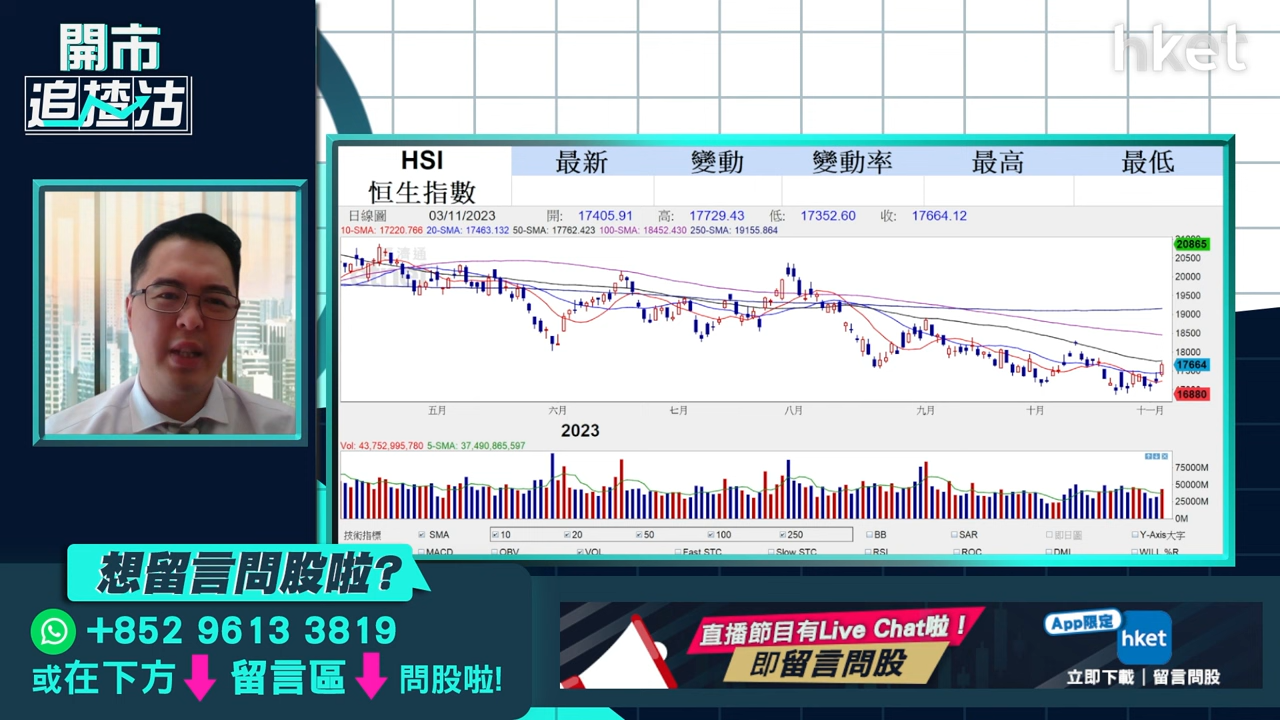 開市
追揸沽
hket
HSI
恒生指數
最新 變動 變動率 最高 最低
日線圖 03/11/2023 開: 17405.91 高: 17729.43 低: 17352.60 收: 17664.12
10-SMA: 17220.766 20-SMA: 17463.132 50-SMA: 17762.423 100-SMA: 18452.430 250-SMA: 19155.864
20865
20500
20000
19500
19000
18500
18000
17664
16880
五月 六月 七月 八月 九月 十月 十一月
2023
Vol: 43,752,995,780 5-SMA: 37,490,865,597
75000M
50000M
25000M
0M
技術指標 SMA 10 20 50 100 250 BB SAR 即日圖 Y-Axis大字
MACD OBV VOL Fast STC Slow STC RSI ROC DMI WILL %R
想留言問股啦?
+852 9613 3819
或在下方 留言區 問股啦!
直播節目有Live Chat啦！
即留言問股
App限定
hket
立即下載｜留言問股